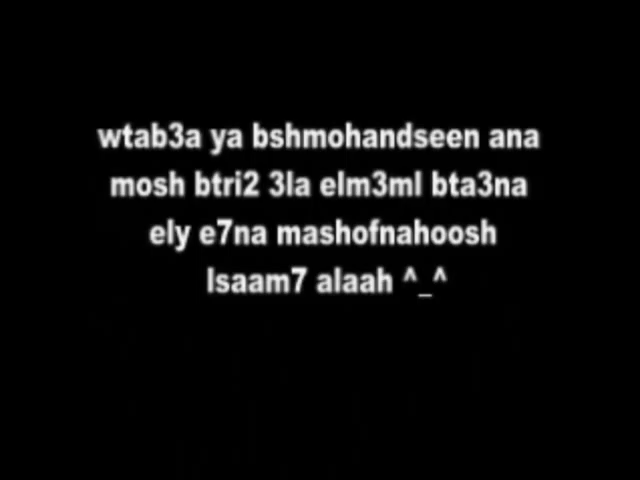 wtab3a ya bshmohandseen ana
mosh btri2 3la elm3ml bta3na
ely e7na mashofnahoosh
lsaam7 alaah ^_^